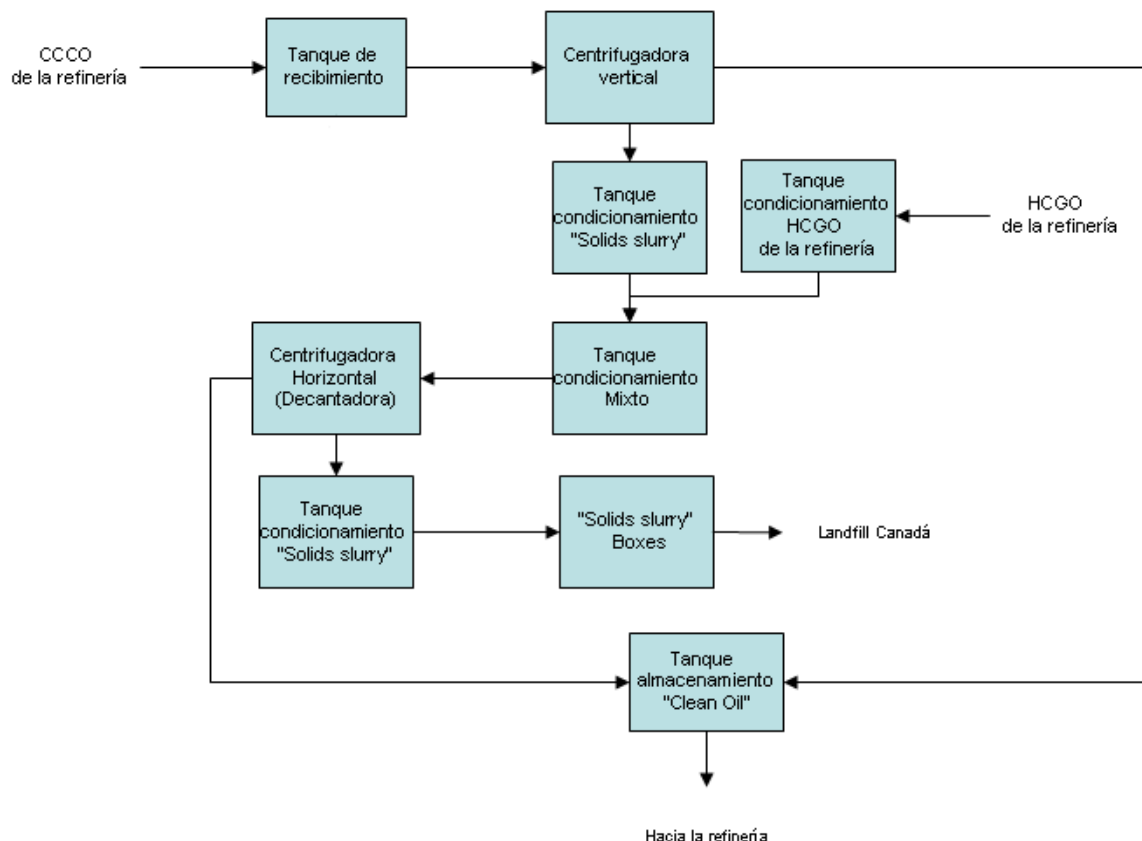 CCCO
de la refinería
Tanque de
recibimiento
Centrifugadora
vertical
Tanque
condicionamiento
"Solids slurry"
Tanque
condicionamiento
HCGO
de la refinería
HCGO
de la refinería
Centrifugadora
Horizontal
(Decantadora)
Tanque
condicionamiento
Mixto
Tanque
condicionamiento
"Solids slurry"
"Solids slurry"
Boxes
Landfill Canadá
Tanque
almacenamiento
"Clean Oil"
Hacia la refinería